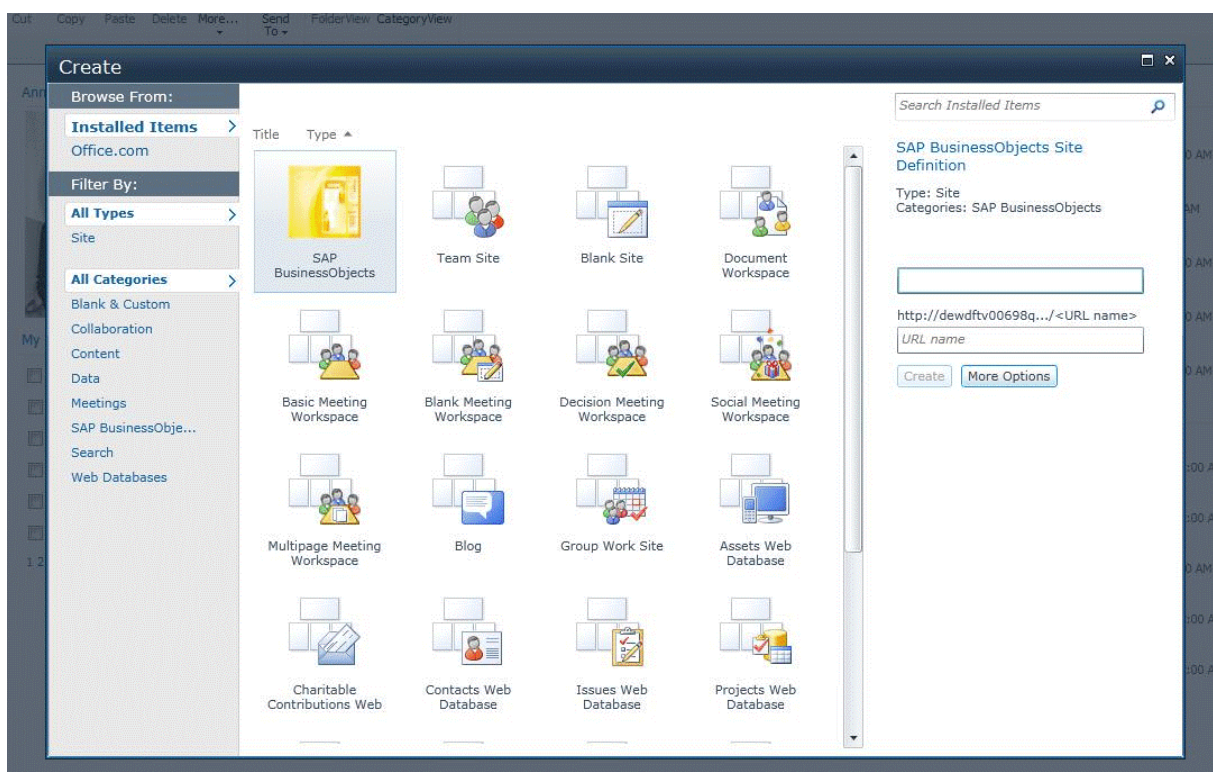 Cut Copy Paste Delete More... Send To FolderView CategoryView
Create
Browse From:
Installed Items
Office.com
Filter By:
All Types
Site
All Categories
Blank & Custom
Collaboration
Content
Data
Meetings
SAP BusinessObje...
Search
Web Databases
Title Type
SAP BusinessObjects
Team Site
Blank Site
Document Workspace
Basic Meeting Workspace
Blank Meeting Workspace
Decision Meeting Workspace
Social Meeting Workspace
Multipage Meeting Workspace
Blog
Group Work Site
Assets Web Database
Charitable Contributions Web
Contacts Web Database
Issues Web Database
Projects Web Database
Search Installed Items
SAP BusinessObjects Site
Definition
Type: Site
Categories: SAP BusinessObjects
http://dewdftv00698q.../<URL name>
URL name
Create More Options
My
1 2